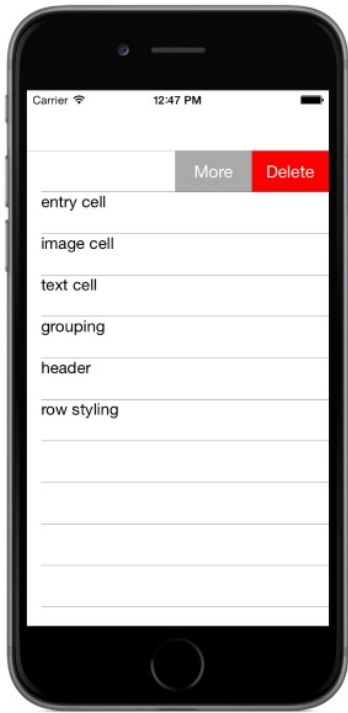 Carrier 12:47 PM
More Delete
entry cell
image cell
text cell
grouping
header
row styling